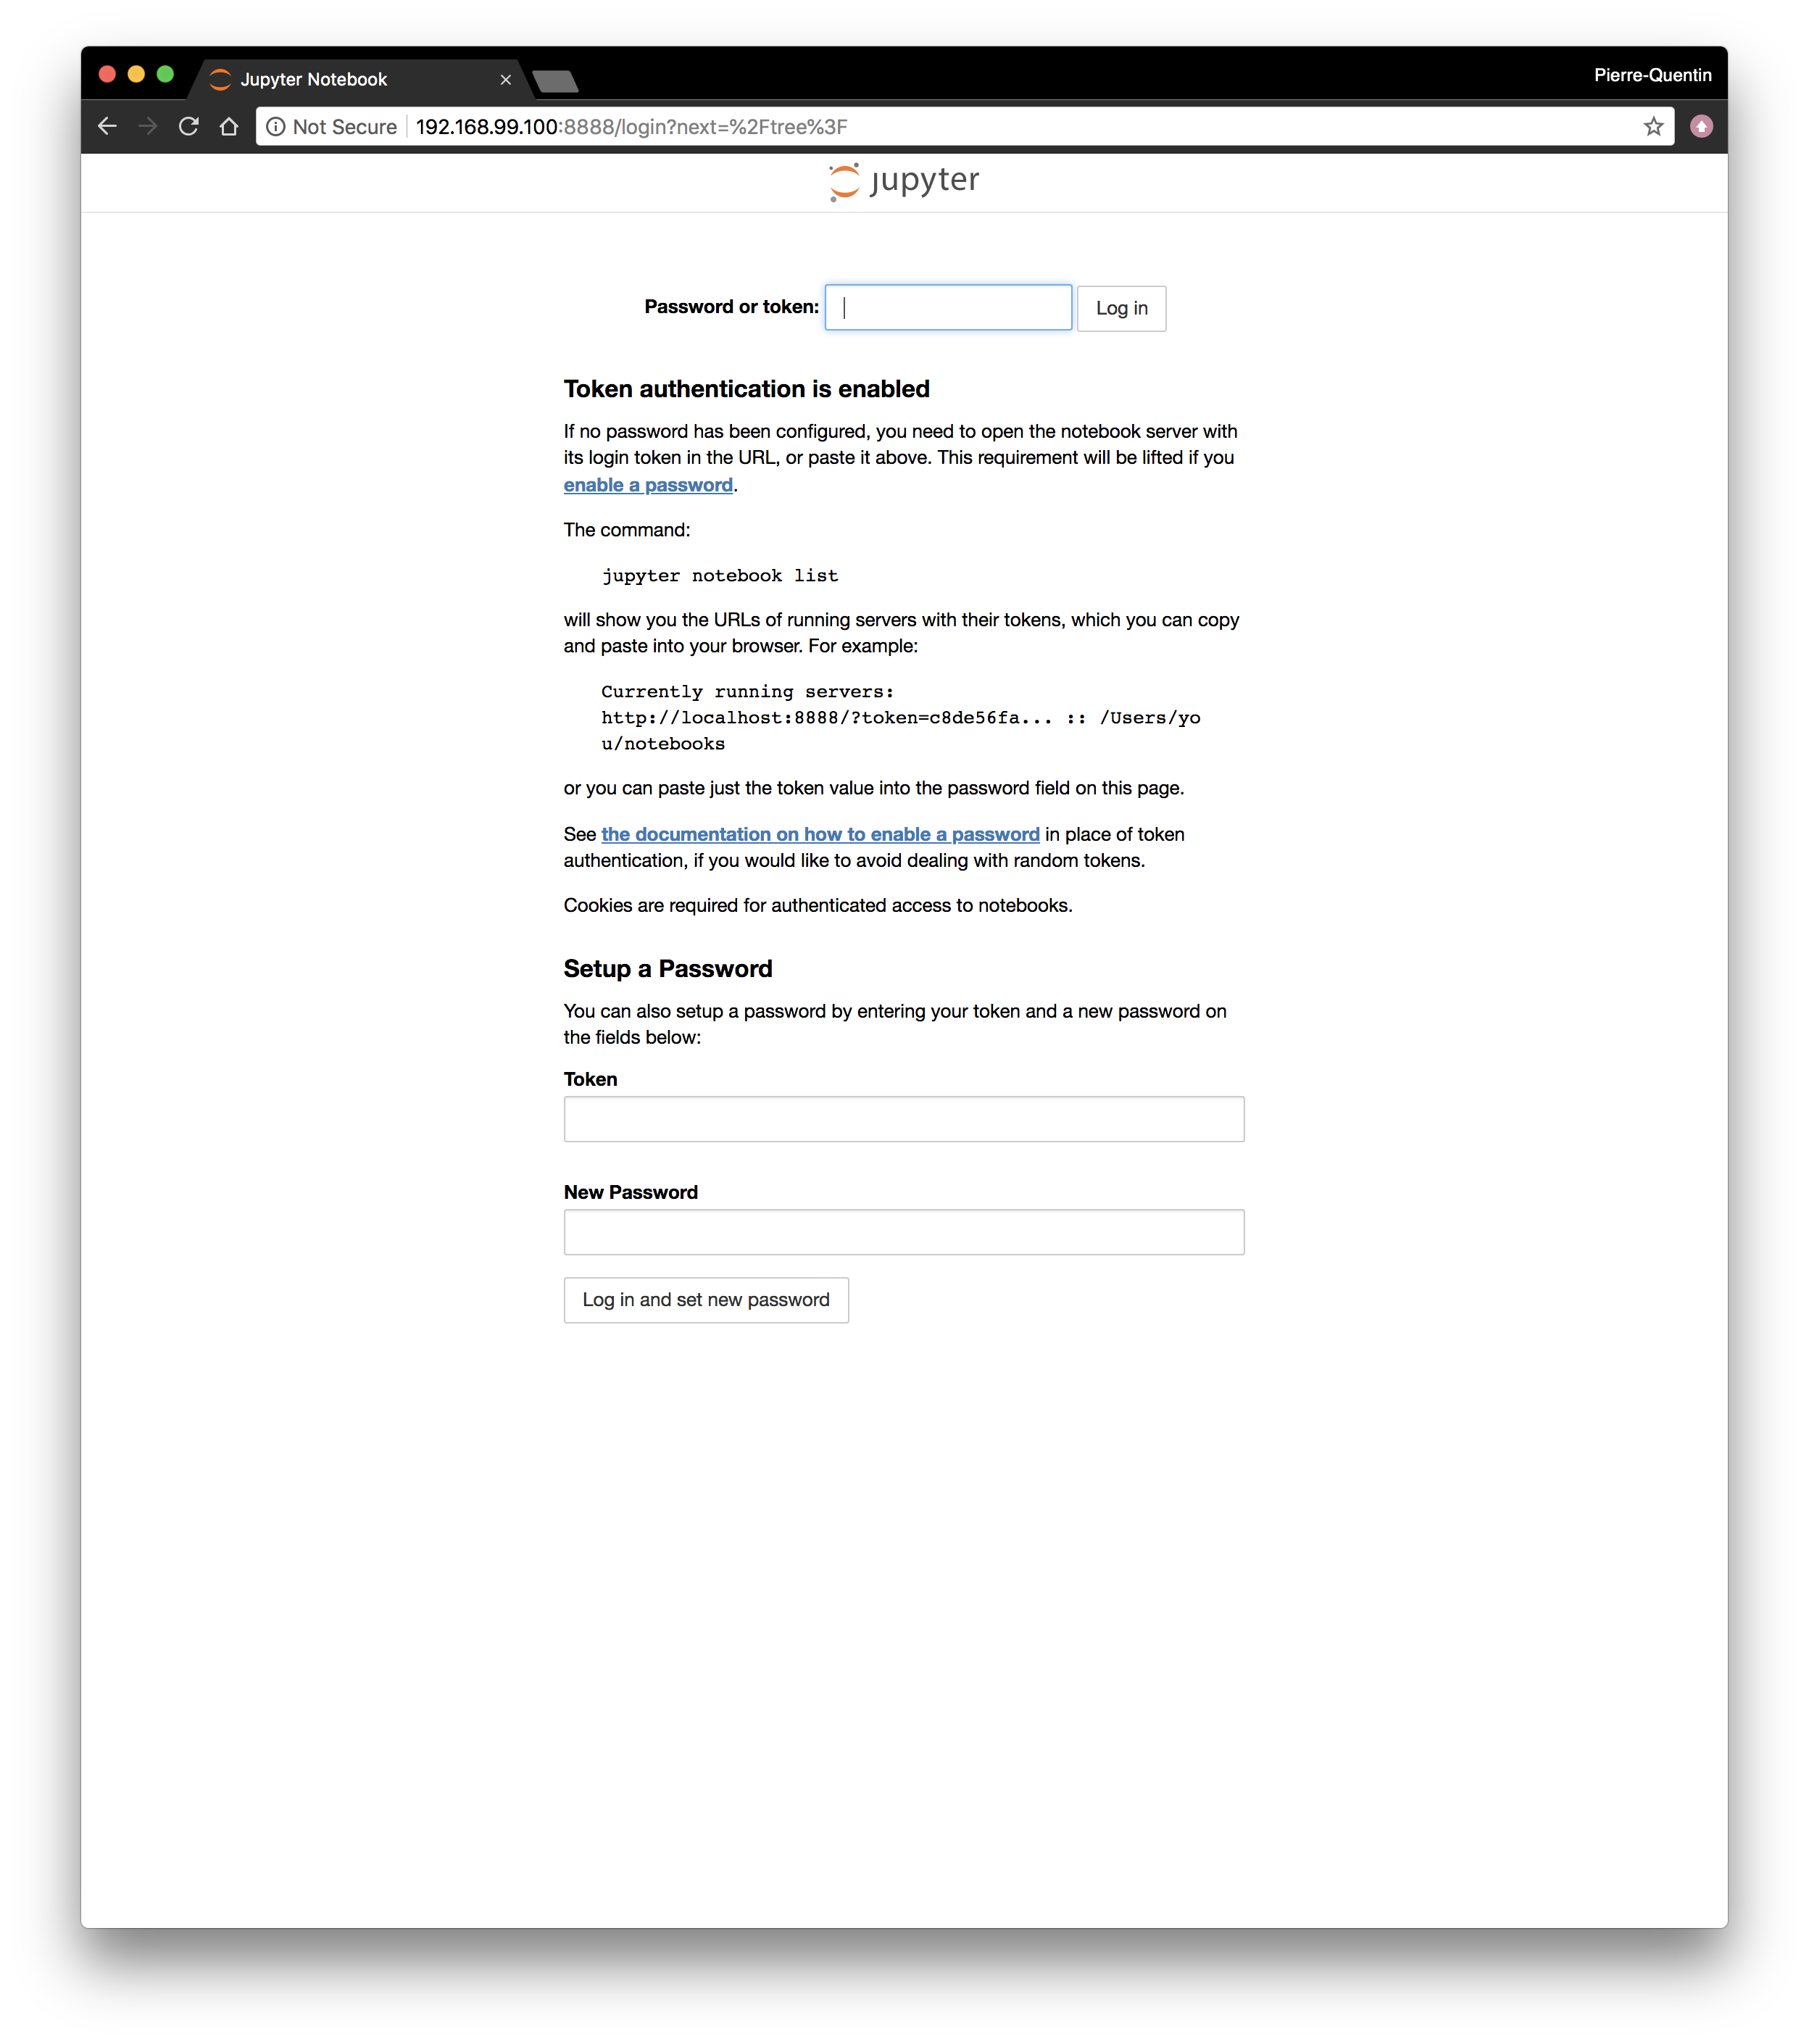 Jupyter Notebook
Pierre-Quentin
Not Secure 192.168.99.100:8888/login?next=%2Ftree%3F
jupyter
Password or token: Log in
Token authentication is enabled
If no password has been configured, you need to open the notebook server with
its login token in the URL, or paste it above. This requirement will be lifted if you
enable a password.
The command:
jupyter notebook list
will show you the URLs of running servers with their tokens, which you can copy
and paste into your browser. For example:
Currently running servers:
http://localhost:8888/?token=c8de56fa... :: /Users/yo
u/notebooks
or you can paste just the token value into the password field on this page.
See the documentation on how to enable a password in place of token
authentication, if you would like to avoid dealing with random tokens.
Cookies are required for authenticated access to notebooks.
Setup a Password
You can also setup a password by entering your token and a new password on
the fields below:
Token
New Password
Log in and set new password